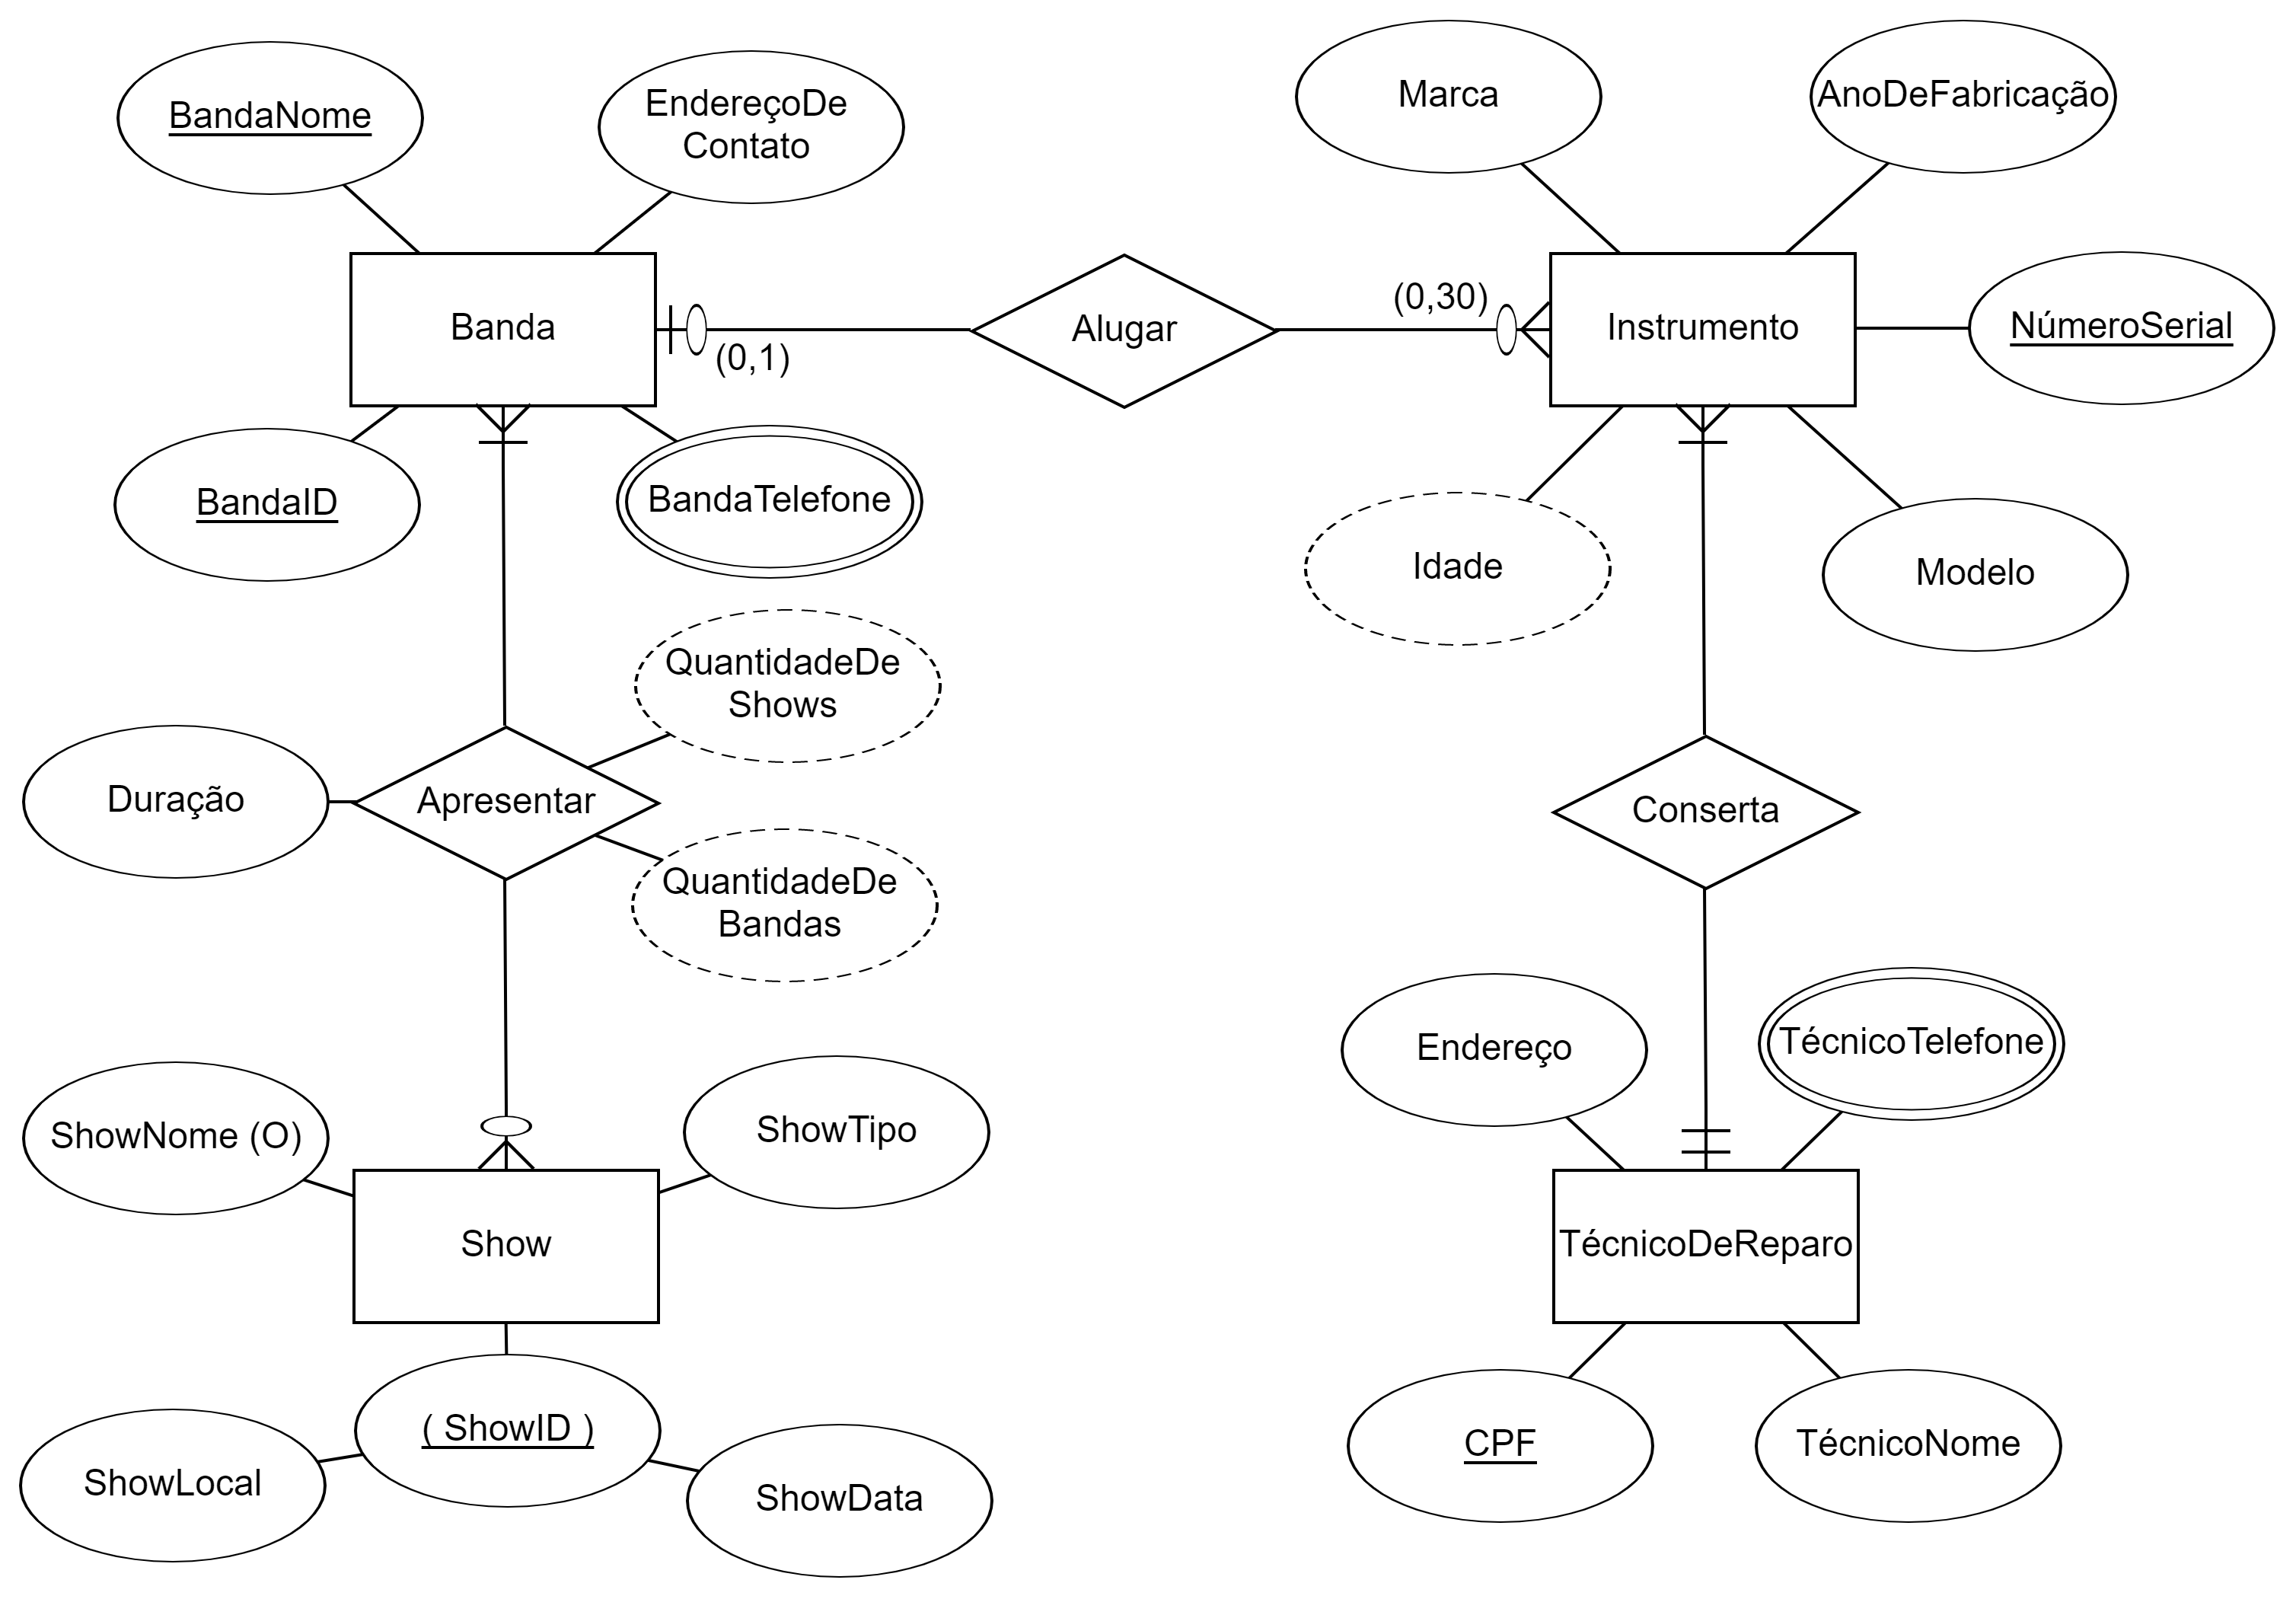 BandaNome
EndereçoDe
Contato
Marca
AnoDeFabricação
Banda
(0,1)
Alugar
(0,30)
Instrumento
NúmeroSerial
BandaID
BandaTelefone
Idade
Modelo
QuantidadeDe
Shows
Duração
Apresentar
Conserta
QuantidadeDe
Bandas
Endereço
TécnicoTelefone
ShowNome (O)
ShowTipo
Show
TécnicoDeReparo
( ShowID )
ShowLocal
ShowData
CPF
TécnicoNome